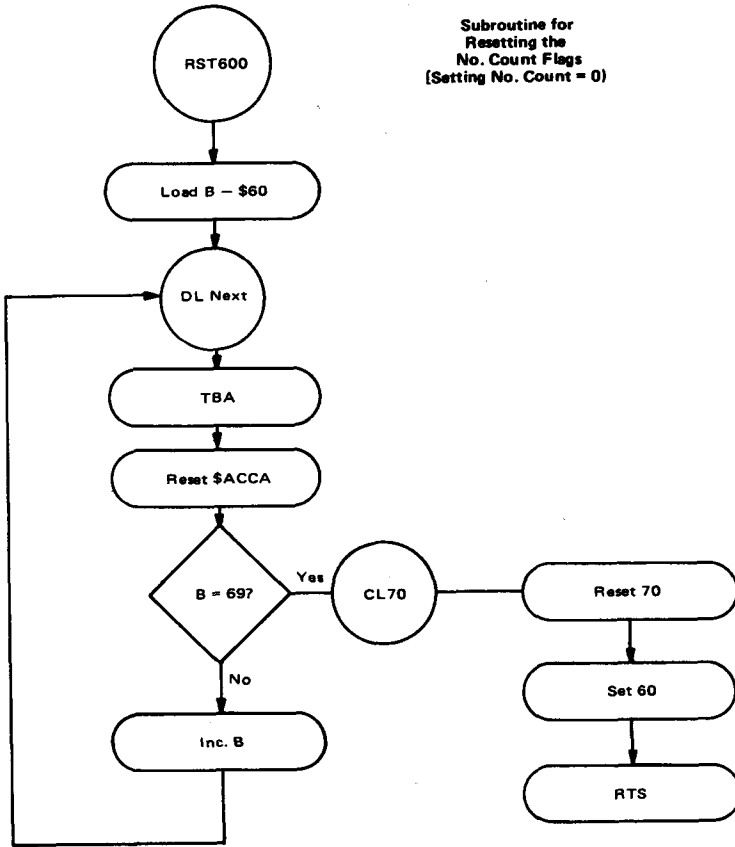 Subroutine for
Resetting the
No. Count Flags
(Setting No. Count = 0)
RST600
Load B — $60
DL Next
TBA
Reset $ACCA
B = 69?
Yes
CL70
Reset 70
No
Set 60
Inc. B
RTS